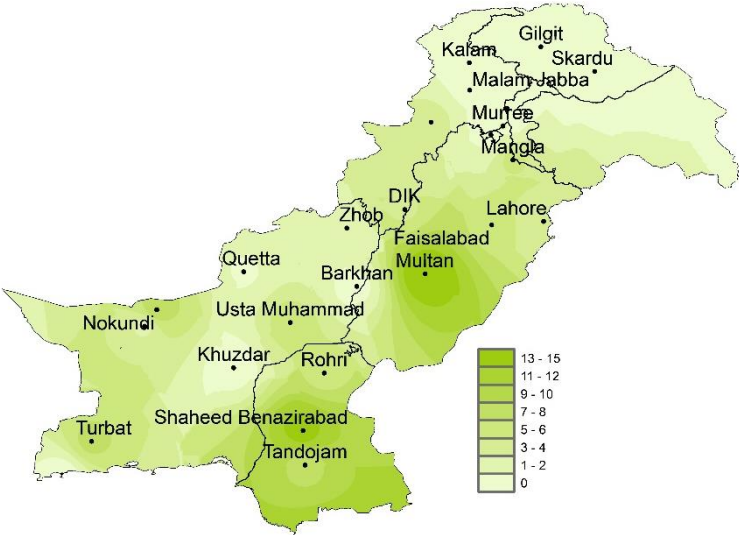 Gilgit
Kalam
Skardu
Malam Jabba
Murree
Mangla
DIK
Zhob
Lahore
Faisalabad
Multan
Quetta
Barkhan
Usta Muhammad
Nokundi
Khuzdar
Rohri
Shaheed Benazirabad
Turbat
Tandojam
13 - 15
11 - 12
9 - 10
7 - 8
5 - 6
3 - 4
1 - 2
0